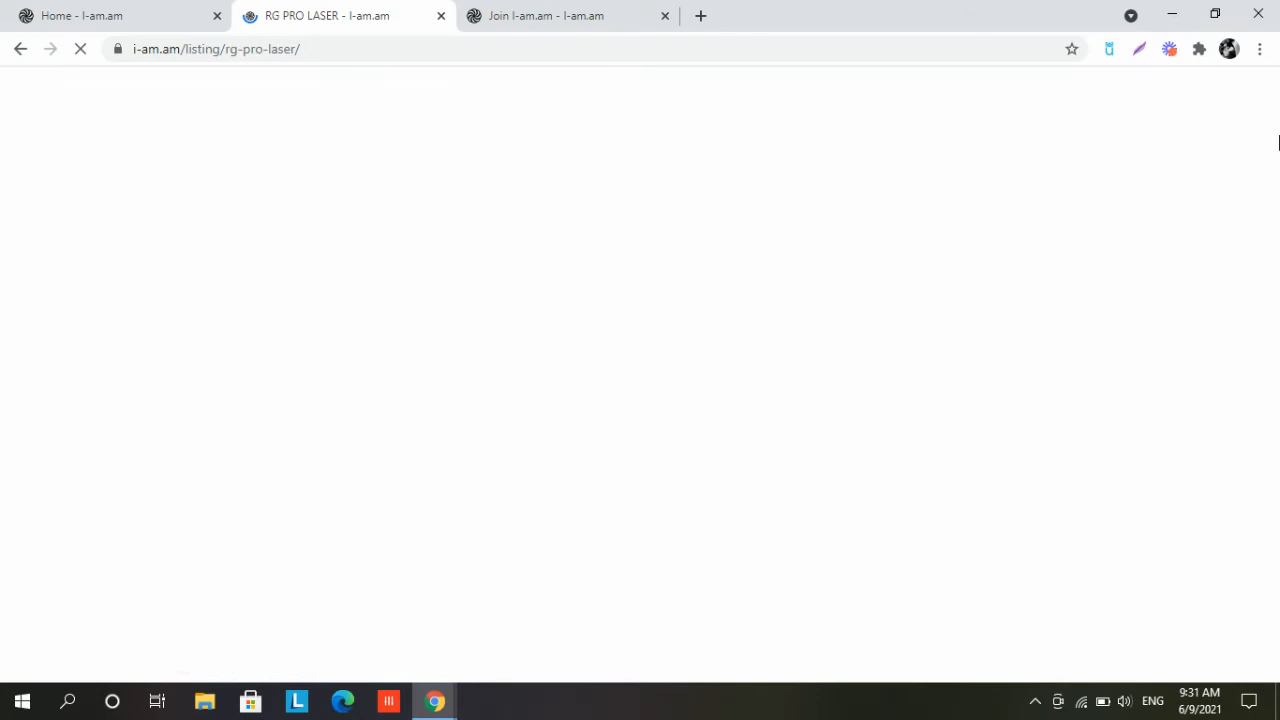 Home - I-am.am
RG PRO LASER - I-am.am
Join I-am.am - I-am.am
i-am.am/listing/rg-pro-laser/
L
ENG
9:31 AM
6/9/2021